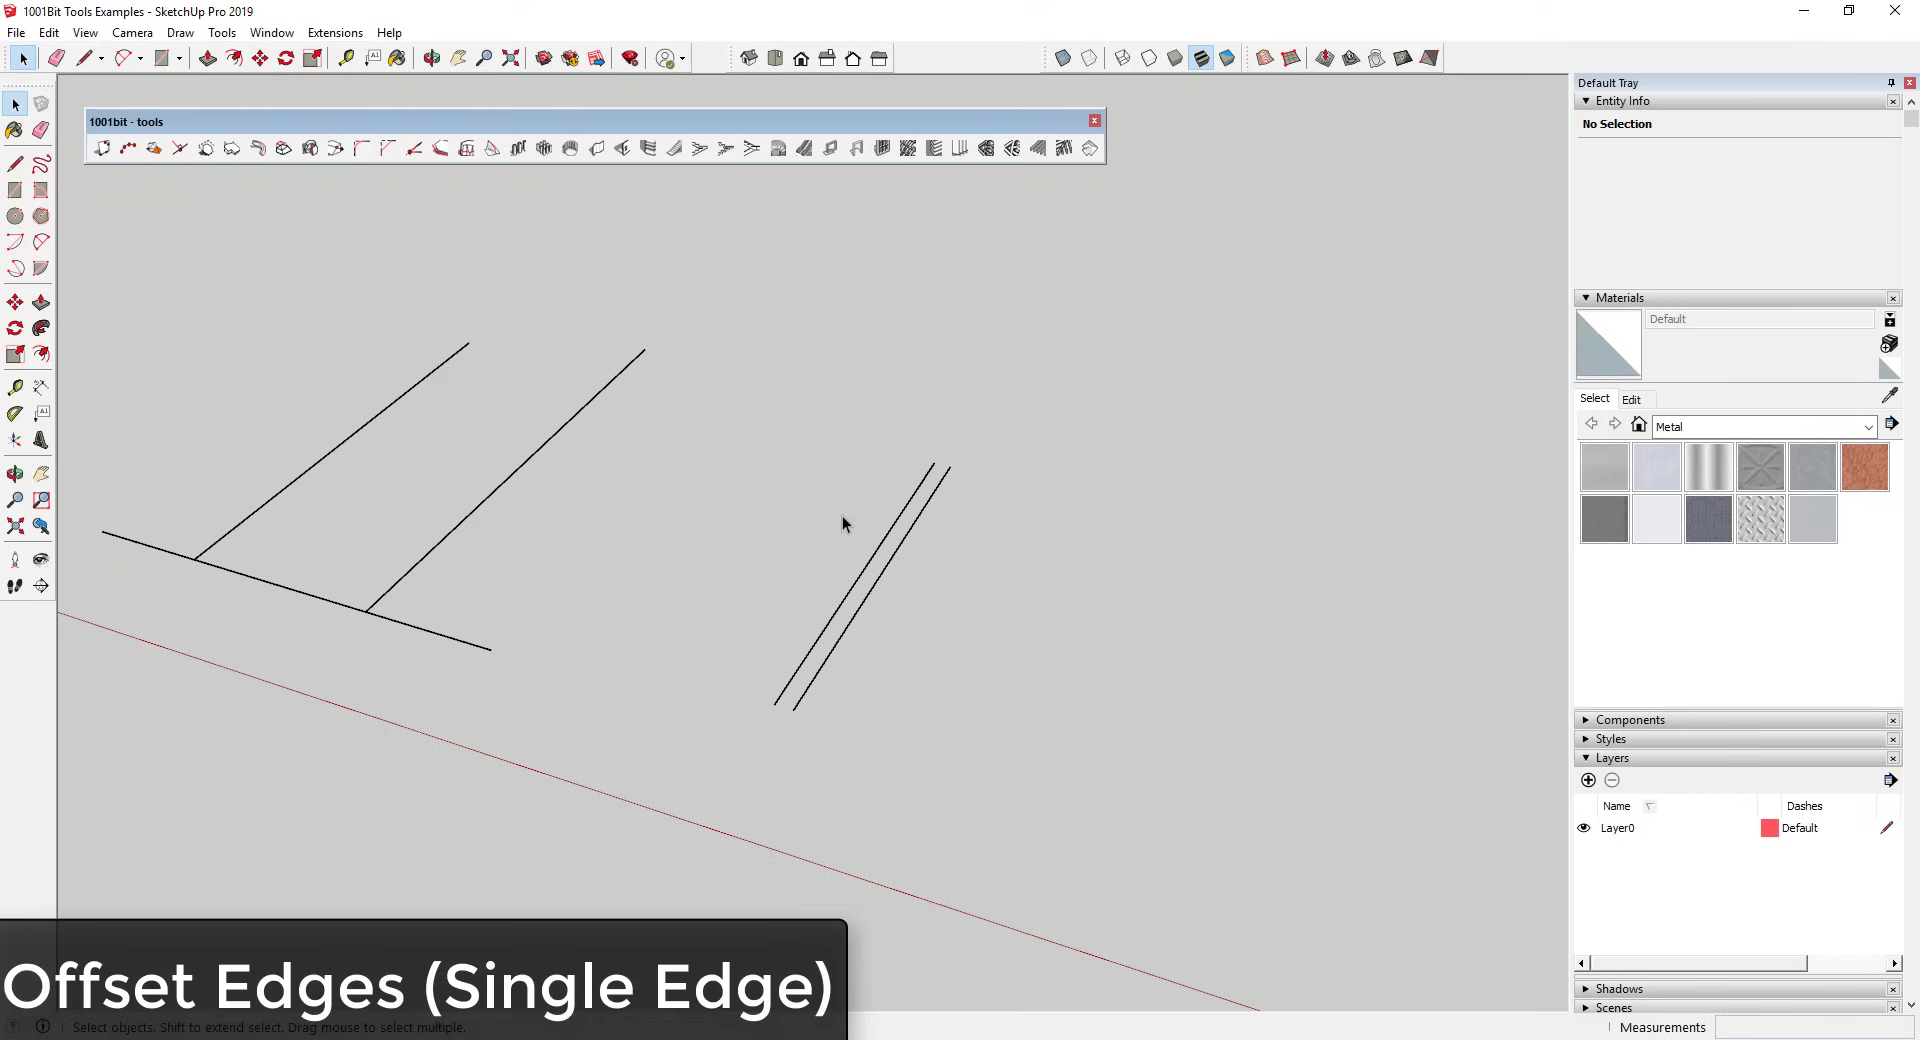 1001Bit Tools Examples - SketchUp Pro 2019
File Edit View Camera Draw Tools Window Extensions Help
Default Tray
Entity Info
No Selection
1001bit - tools
Materials
Default
Select Edit
Metal
Components
Styles
Layers
Name Dashes
Layer0 Default
Shadows
Scenes
Offset Edges (Single Edge)
Select objects. Shift to extend select. Drag mouse to select multiple.
Measurements